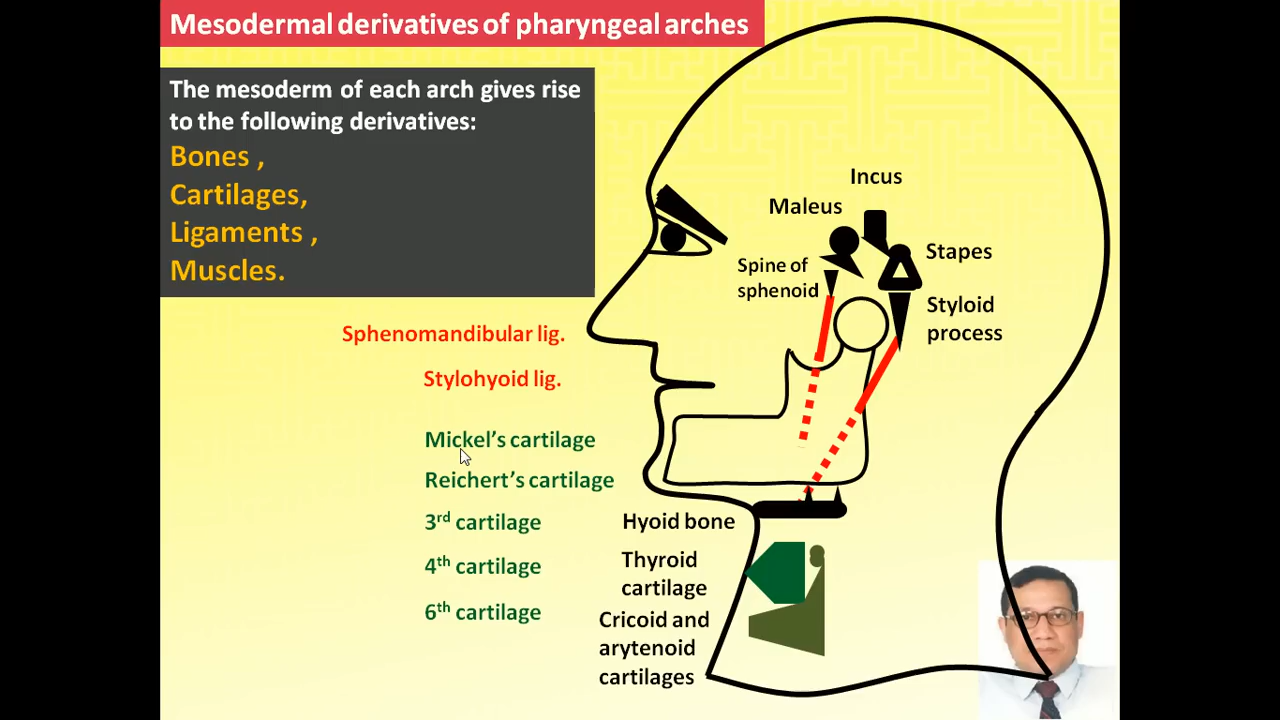 Mesodermal derivatives of pharyngeal arches
The mesoderm of each arch gives rise
to the following derivatives:
Bones ,
Cartilages,
Ligaments ,
Muscles.
Incus
Maleus
Stapes
Spine of
sphenoid
Styloid
process
Sphenomandibular lig.
Stylohyoid lig.
Mickel’s cartilage
Reichert’s cartilage
3rd cartilage
4th cartilage
6th cartilage
Hyoid bone
Thyroid
cartilage
Cricoid and
arytenoid
cartilages